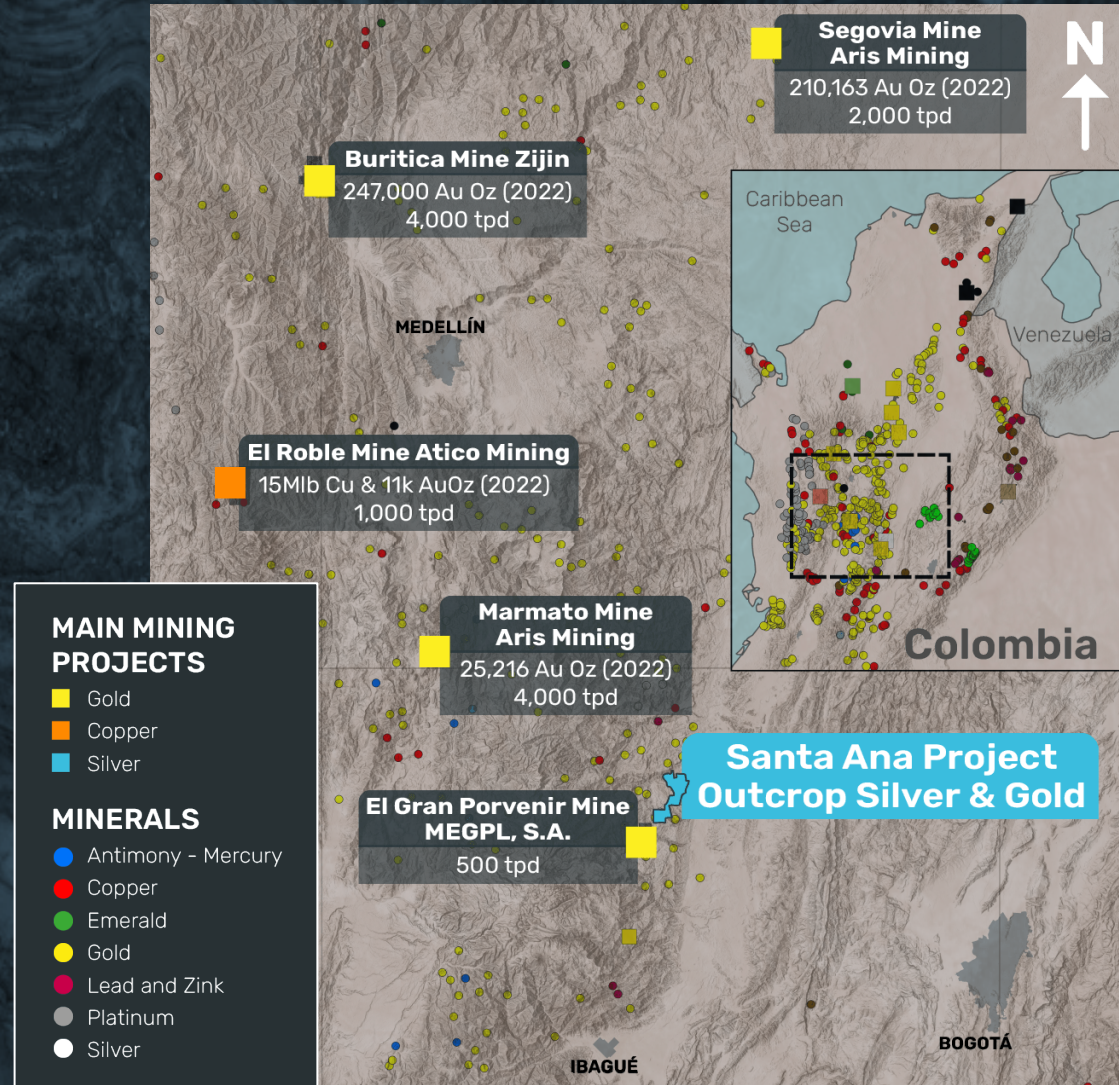 Segovia Mine
Aris Mining
210,163 Au Oz (2022)
2,000 tpd
N
Buritica Mine Zijin
247,000 Au Oz (2022)
4,000 tpd
Caribbean
Sea
Venezuela
Colombia
MEDELLÍN
El Roble Mine Atico Mining
15Mlb Cu & 11k AuOz (2022)
1,000 tpd
Marmato Mine
Aris Mining
25,216 Au Oz (2022)
4,000 tpd
Santa Ana Project
Outcrop Silver & Gold
El Gran Porvenir Mine
MEGPL, S.A.
500 tpd
BOGOTÁ
IBAGUÉ
MAIN MINING
PROJECTS
Gold
Copper
Silver
MINERALS
Antimony - Mercury
Copper
Emerald
Gold
Lead and Zink
Platinum
Silver